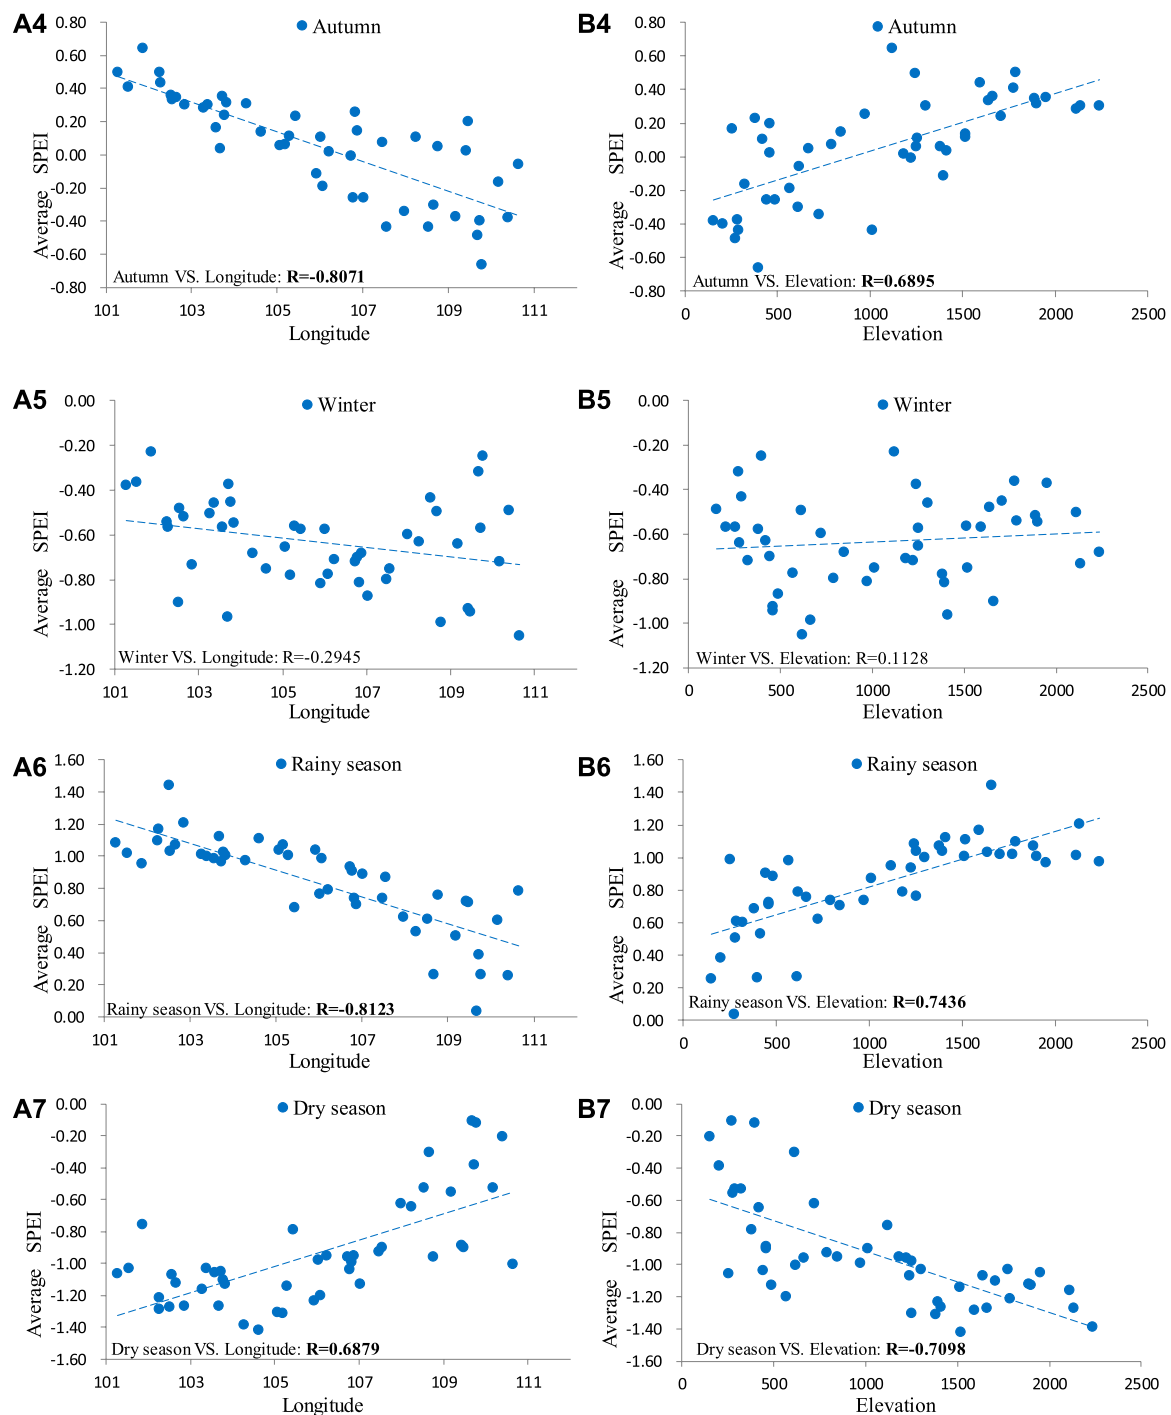 A4
Autumn
Average SPEI
0.80
0.60
0.40
0.20
0.00
-0.20
-0.40
-0.60
-0.80
Autumn VS. Longitude: R=-0.8071
101 103 105 107 109 111
Longitude
B4
Autumn
Average SPEI
0.80
0.60
0.40
0.20
0.00
-0.20
-0.40
-0.60
-0.80
Autumn VS. Elevation: R=0.6895
0 500 1000 1500 2000 2500
Elevation
A5
Winter
Average SPEI
0.00
-0.20
-0.40
-0.60
-0.80
-1.00
-1.20
Winter VS. Longitude: R=-0.2945
101 103 105 107 109 111
Longitude
B5
Winter
Average SPEI
0.00
-0.20
-0.40
-0.60
-0.80
-1.00
-1.20
Winter VS. Elevation: R=0.1128
0 500 1000 1500 2000 2500
Elevation
A6
Rainy season
Average SPEI
1.60
1.40
1.20
1.00
0.80
0.60
0.40
0.20
0.00
Rainy season VS. Longitude: R=-0.8123
101 103 105 107 109 111
Longitude
B6
Rainy season
Average SPEI
1.60
1.40
1.20
1.00
0.80
0.60
0.40
0.20
0.00
Rainy season VS. Elevation: R=0.7436
0 500 1000 1500 2000 2500
Elevation
A7
Dry season
Average SPEI
0.00
-0.20
-0.40
-0.60
-0.80
-1.00
-1.20
-1.40
-1.60
Dry season VS. Longitude: R=0.6879
101 103 105 107 109 111
Longitude
B7
Dry season
Average SPEI
0.00
-0.20
-0.40
-0.60
-0.80
-1.00
-1.20
-1.40
-1.60
Dry season VS. Elevation: R=-0.7098
0 500 1000 1500 2000 2500
Elevation